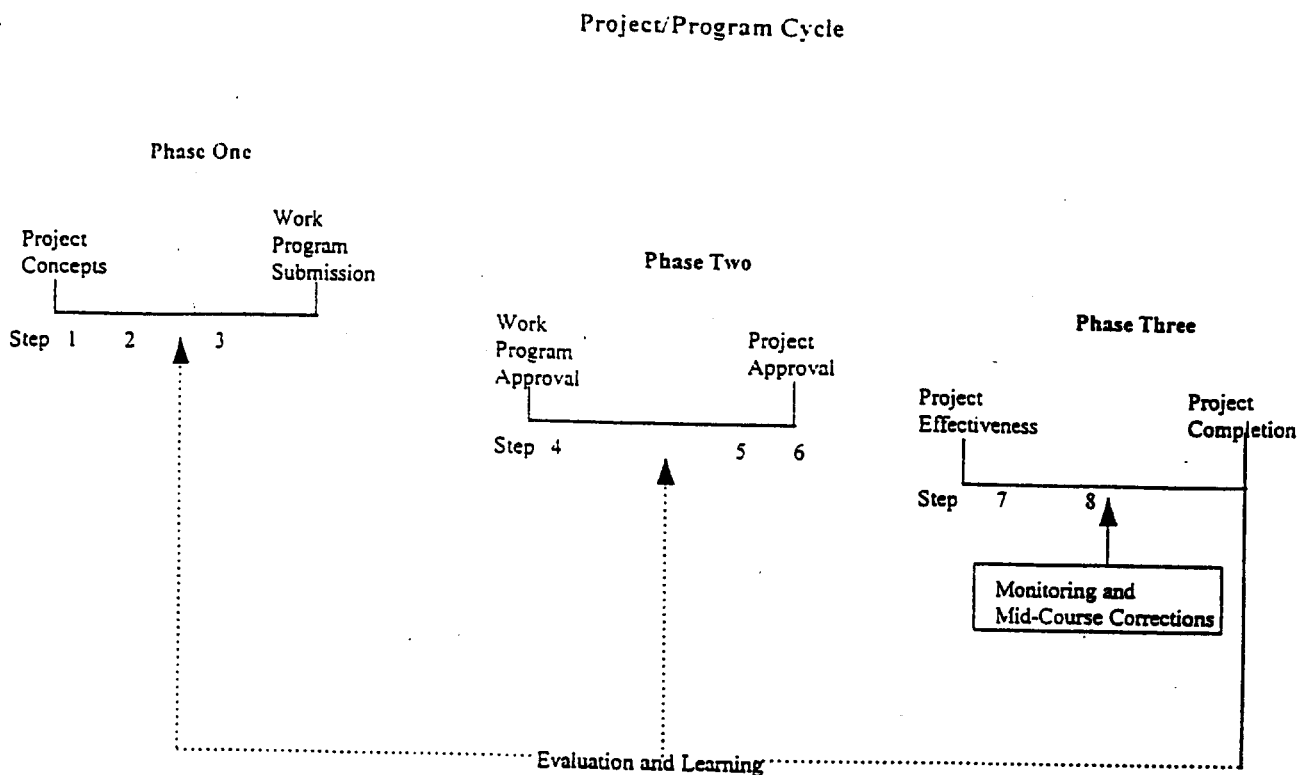 Project/Program Cycle
Phase One
Project
Concepts
Work
Program
Submission
Step 1 2 3
Phase Two
Work
Program
Approval
Project
Approval
Step 4 5 6
Phase Three
Project
Effectiveness
Project
Completion
Step 7 8
Monitoring and
Mid-Course Corrections
Evaluation and Learning